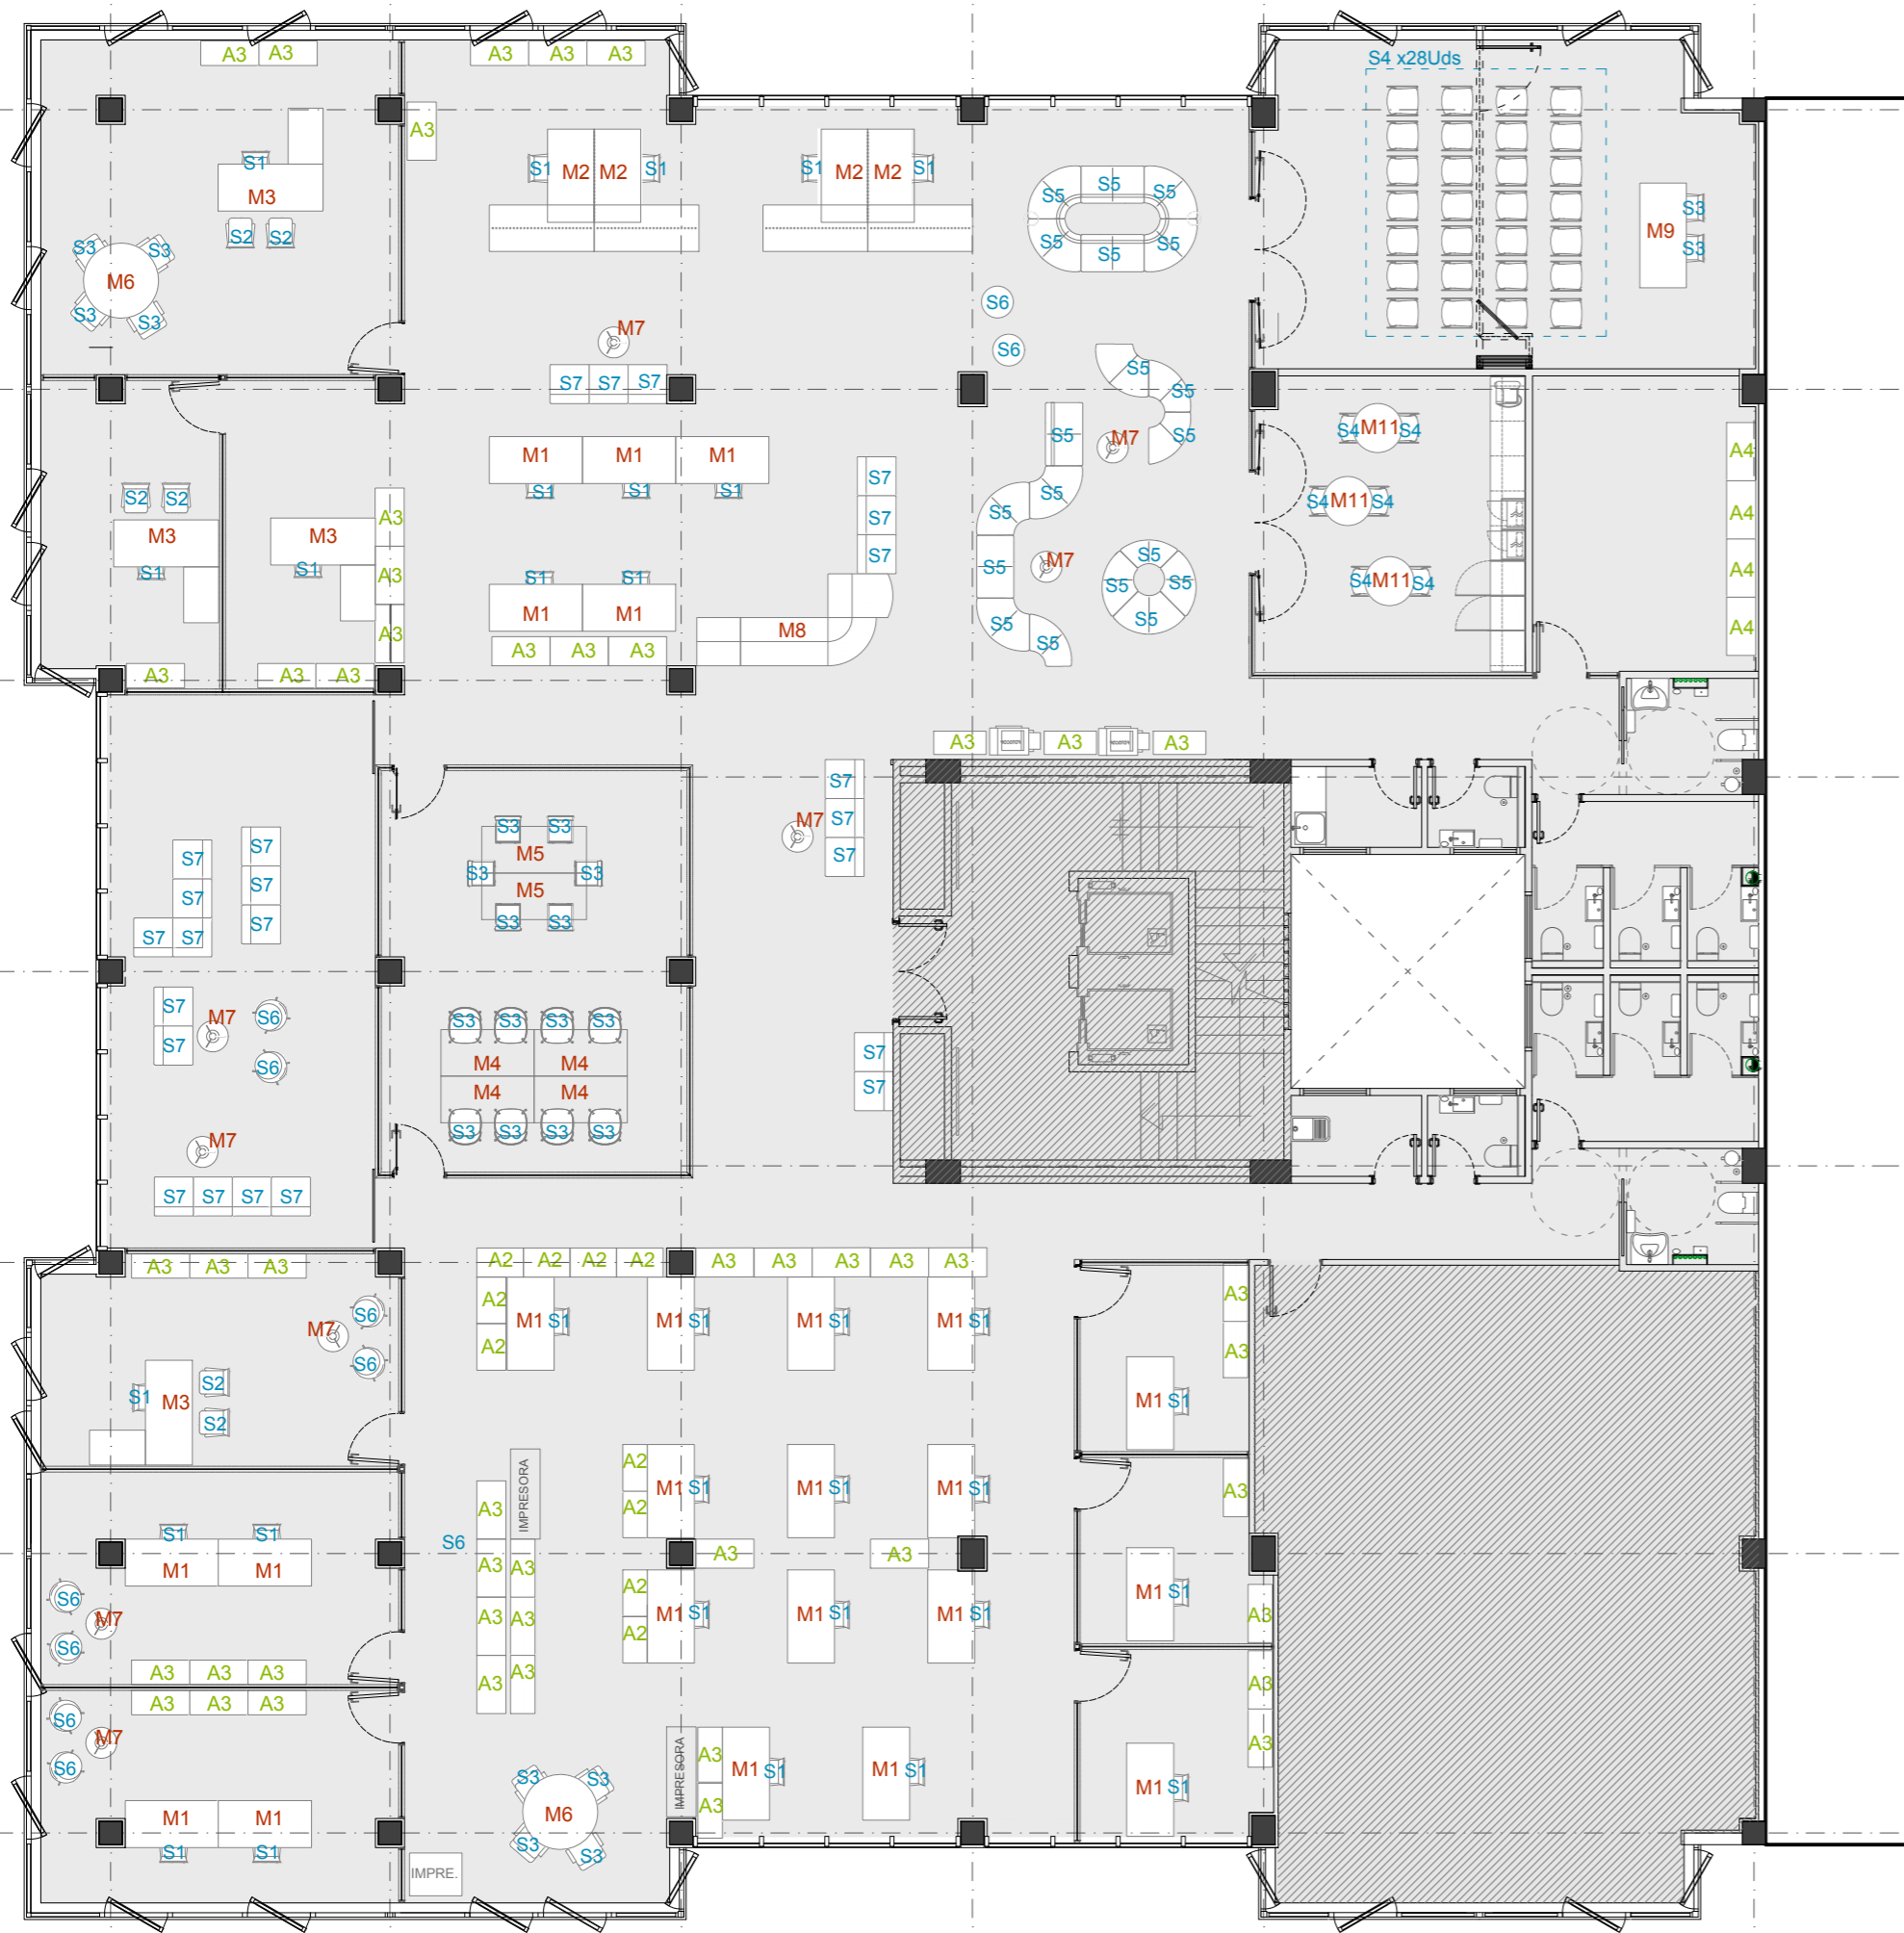 S4 x28Uds
A3 A3
A3 A3 A3
A3
S1
M3
S2 S2
S3 S3
M6
S3 S3
S1 M2 M2 S1
S1 M2 M2 S1
S5 S5 S5
S5 S5 S5
S3
M9
S3
S6
S6
M7
S7 S7 S7
S5
S5
S5
S5
M7
S4 M11 S4
S4 M11 S4
S4 M11 S4
A4
A4
A4
A4
M1 M1 M1
S1 S1 S1
S7
S7
S7
S5
S5
S5
M7
S5
S5
S5
S5 S5
S5
S2 S2
M3
S1
M3
S1
A3
A3
A3
S1 S1
M1 M1
A3 A3 A3
M8
A3
A3 A3
A3 A3 A3
S7
S7
S7
M7
S3 S3
M5
S3 S3
M5
S3 S3
S7
S7
S7 S7
S7
S7
S7
S7
S7
M7
S6
S6
S3 S3 S3 S3
M4 M4
M4 M4
S3 S3 S3 S3
S7
S7
M7
S7 S7 S7 S7
A3 A3 A3
A2 A2 A2 A2
A3 A3 A3 A3 A3
A2
A2
M1 S1
M1 S1
M1 S1
M1 S1
A3
A3
M1 S1
S6
M7
S6
S1 M3 S2
S2
A2
A2
M1 S1
M1 S1
M1 S1
A3
IMPRESORA
A3
S6
A3 A3
A3 A3
A3 A3
A3 A3
A2
A2
M1 S1
M1 S1
M1 S1
M1 S1
A3
S1 S1
M1 M1
S6
M7
S6
A3 A3 A3
A3 A3 A3
S6
M7
S6
M1 M1
S1 S1
S3 S3
M6
S3 S3
IMPRE.
IMPRESORA
A3
A3
M1 S1
M1 S1
A3
A3
M1 S1